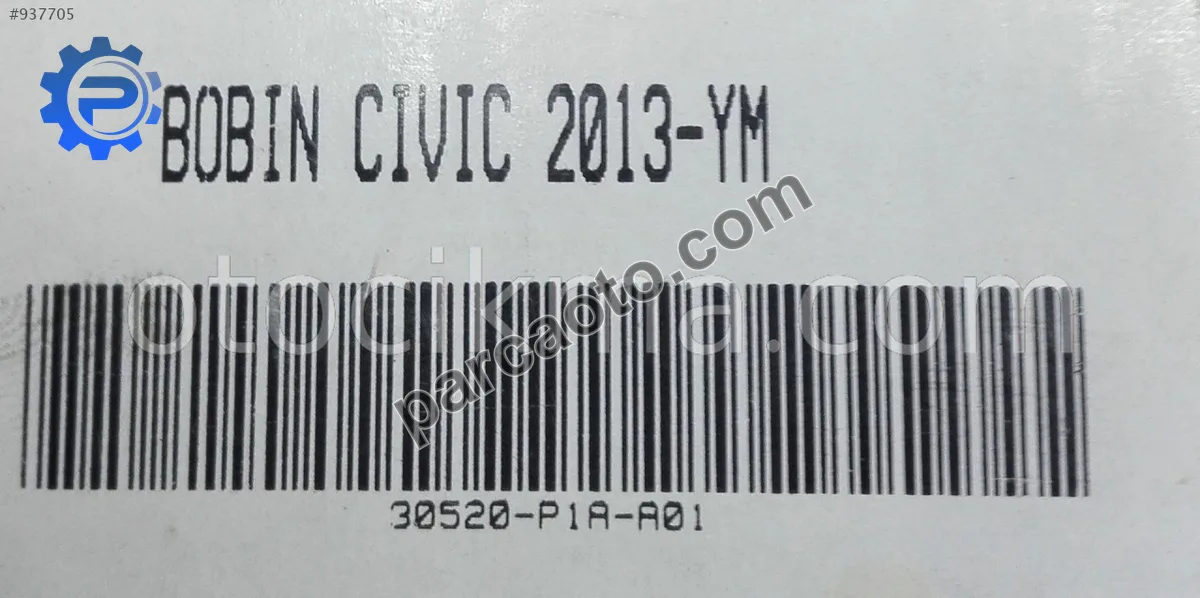 #937705
BOBIN CIVIC 2013-YM
otocikma.com
parcaoto.com
30520-P1A-A01